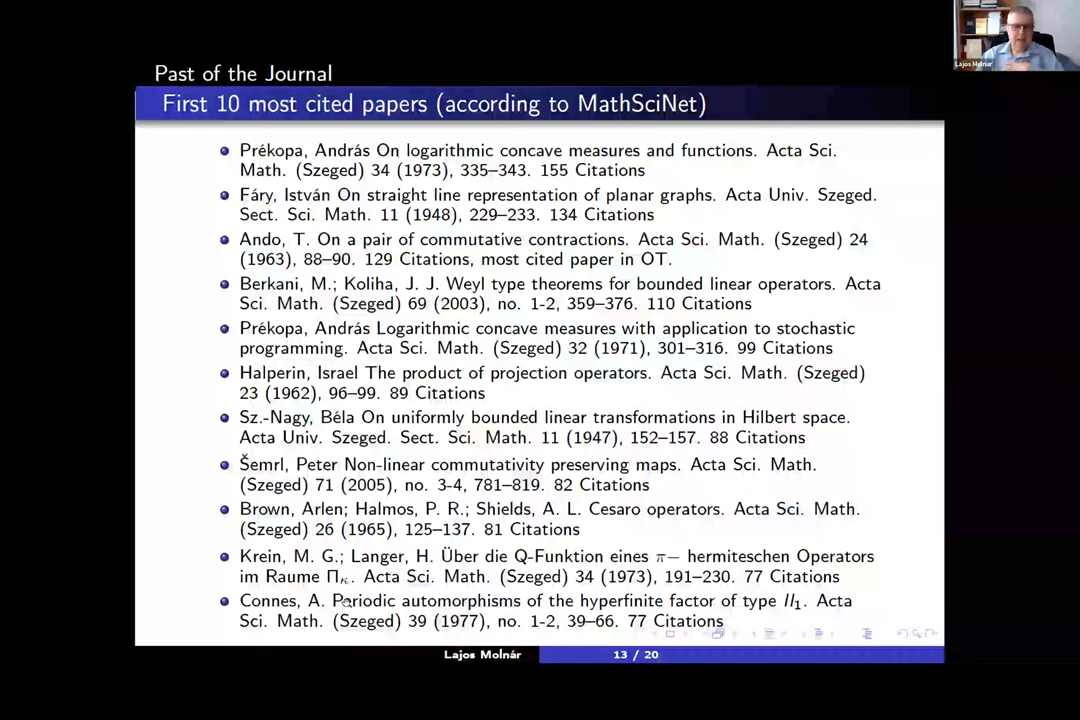 Lajos Molnár
Past of the Journal
First 10 most cited papers (according to MathSciNet)
Prékopa, András On logarithmic concave measures and functions. Acta Sci.
Math. (Szeged) 34 (1973), 335–343. 155 Citations
Fáry, István On straight line representation of planar graphs. Acta Univ. Szeged.
Sect. Sci. Math. 11 (1948), 229–233. 134 Citations
Ando, T. On a pair of commutative contractions. Acta Sci. Math. (Szeged) 24
(1963), 88–90. 129 Citations, most cited paper in OT.
Berkani, M.; Koliha, J. J. Weyl type theorems for bounded linear operators. Acta
Sci. Math. (Szeged) 69 (2003), no. 1-2, 359–376. 110 Citations
Prékopa, András Logarithmic concave measures with application to stochastic
programming. Acta Sci. Math. (Szeged) 32 (1971), 301–316. 99 Citations
Halperin, Israel The product of projection operators. Acta Sci. Math. (Szeged)
23 (1962), 96–99. 89 Citations
Sz.-Nagy, Béla On uniformly bounded linear transformations in Hilbert space.
Acta Univ. Szeged. Sect. Sci. Math. 11 (1947), 152–157. 88 Citations
Šemrl, Peter Non-linear commutativity preserving maps. Acta Sci. Math.
(Szeged) 71 (2005), no. 3-4, 781–819. 82 Citations
Brown, Arlen; Halmos, P. R.; Shields, A. L. Cesaro operators. Acta Sci. Math.
(Szeged) 26 (1965), 125–137. 81 Citations
Krein, M. G.; Langer, H. Über die Q-Funktion eines π− hermiteschen Operators
im Raume Πκ. Acta Sci. Math. (Szeged) 34 (1973), 191–230. 77 Citations
Connes, A. Periodic automorphisms of the hyperfinite factor of type II₁. Acta
Sci. Math. (Szeged) 39 (1977), no. 1-2, 39–66. 77 Citations
Lajos Molnár 13 / 20